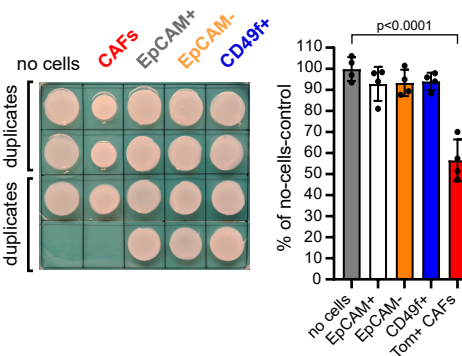 no cells
CAFs
EpCAM+
EpCAM-
CD49f+
duplicates
duplicates
p<0.0001
% of no-cells-control
110
100
90
80
70
60
50
40
30
20
10
0
no cells
EpCAM+
EpCAM-
CD49f+
Tom+ CAFs